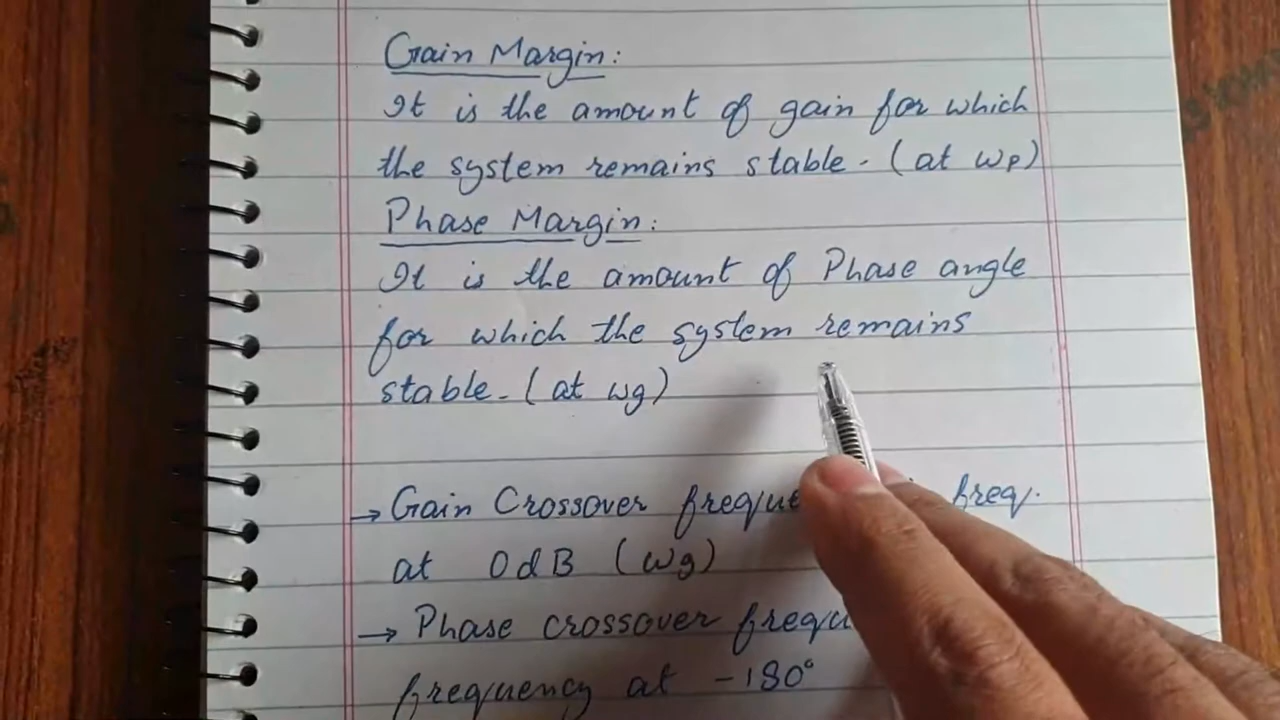 Gain Margin:
It is the amount of gain for which
the system remains stable. (at ωp)
Phase Margin:
It is the amount of Phase angle
for which the system remains
stable. (at ωg)
→ Gain Crossover freq.
at 0dB (ωg)
→ Phase crossover
frequency at -180°